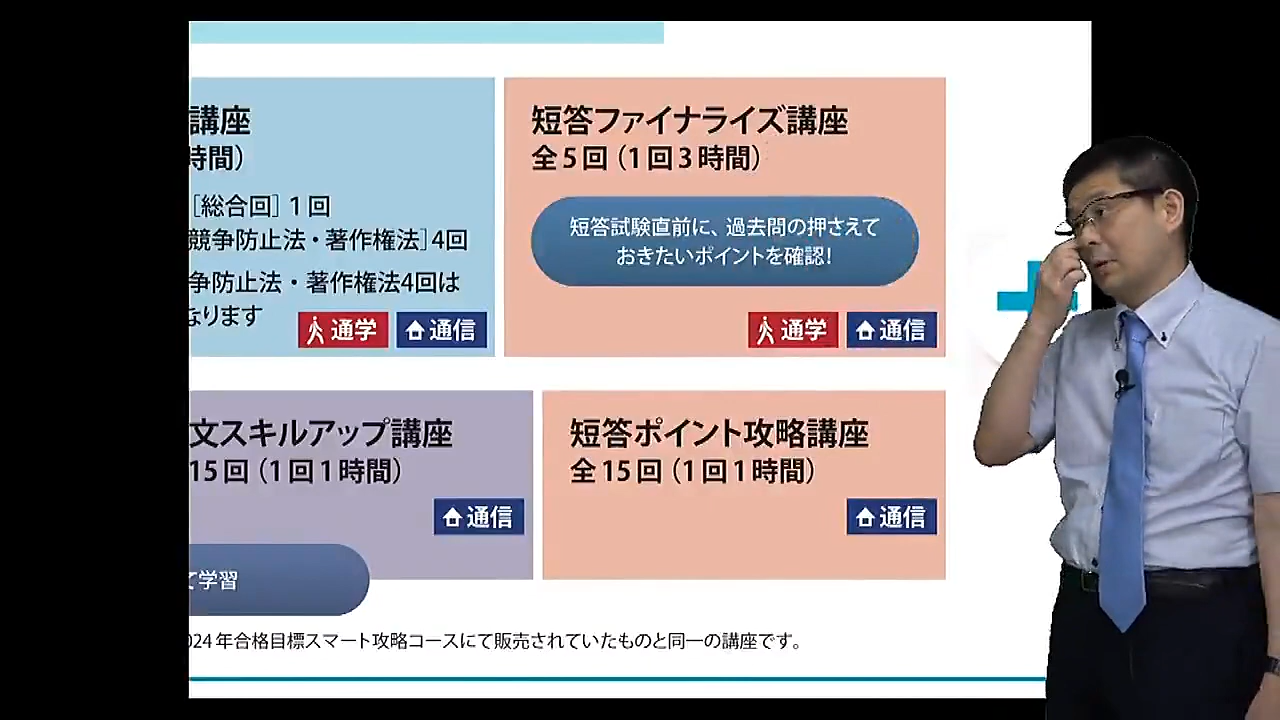 講座
時間）
［総合回］1回
競争防止法・著作権法］4回
争防止法・著作権法4回は
なります
通学
通信
短答ファイナライズ講座
全5回（1回3時間）
短答試験直前に、過去問の押さえて
おきたいポイントを確認！
通学
通信
文スキルアップ講座
15回（1回1時間）
通信
て学習
短答ポイント攻略講座
全15回（1回1時間）
通信
024年合格目標スマート攻略コースにて販売されていたものと同一の講座です。